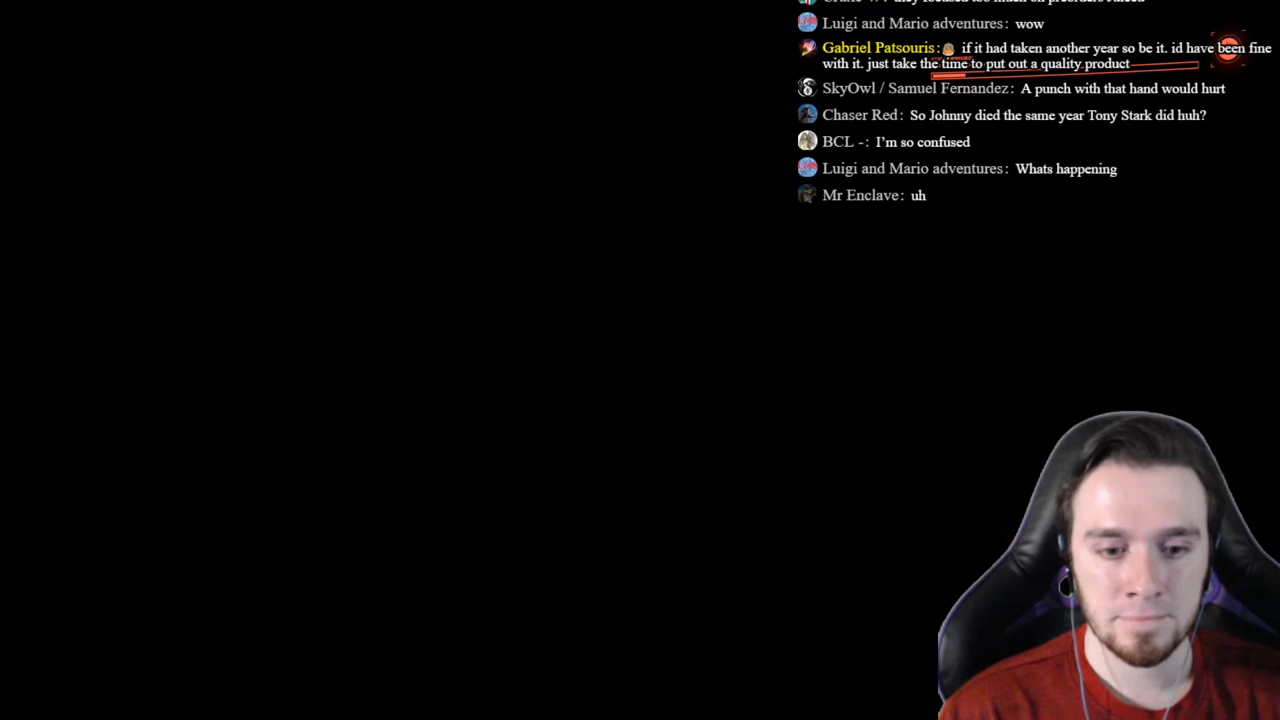 Luigi and Mario adventures: wow
Gabriel Patsouris: if it had taken another year so be it. id have been fine
with it. just take the time to put out a quality product
SkyOwl / Samuel Fernandez: A punch with that hand would hurt
Chaser Red: So Johnny died the same year Tony Stark did huh?
BCL -: I’m so confused
Luigi and Mario adventures: Whats happening
Mr Enclave: uh